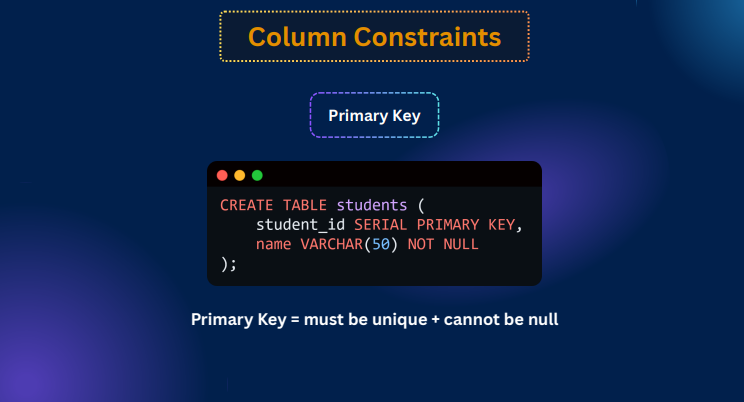 Column Constraints
Primary Key
CREATE TABLE students (
    student_id SERIAL PRIMARY KEY,
    name VARCHAR(50) NOT NULL
);
Primary Key = must be unique + cannot be null